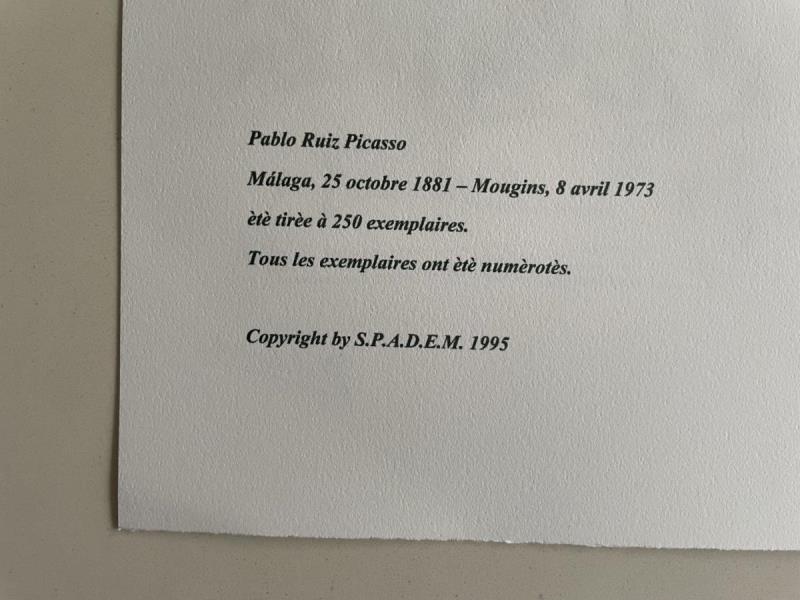 Pablo Ruiz Picasso
Málaga, 25 octobre 1881 – Mougins, 8 avril 1973
ètè tirèe à 250 exemplaires.
Tous les exemplaires ont ètè numèrotès.
Copyright by S.P.A.D.E.M. 1995